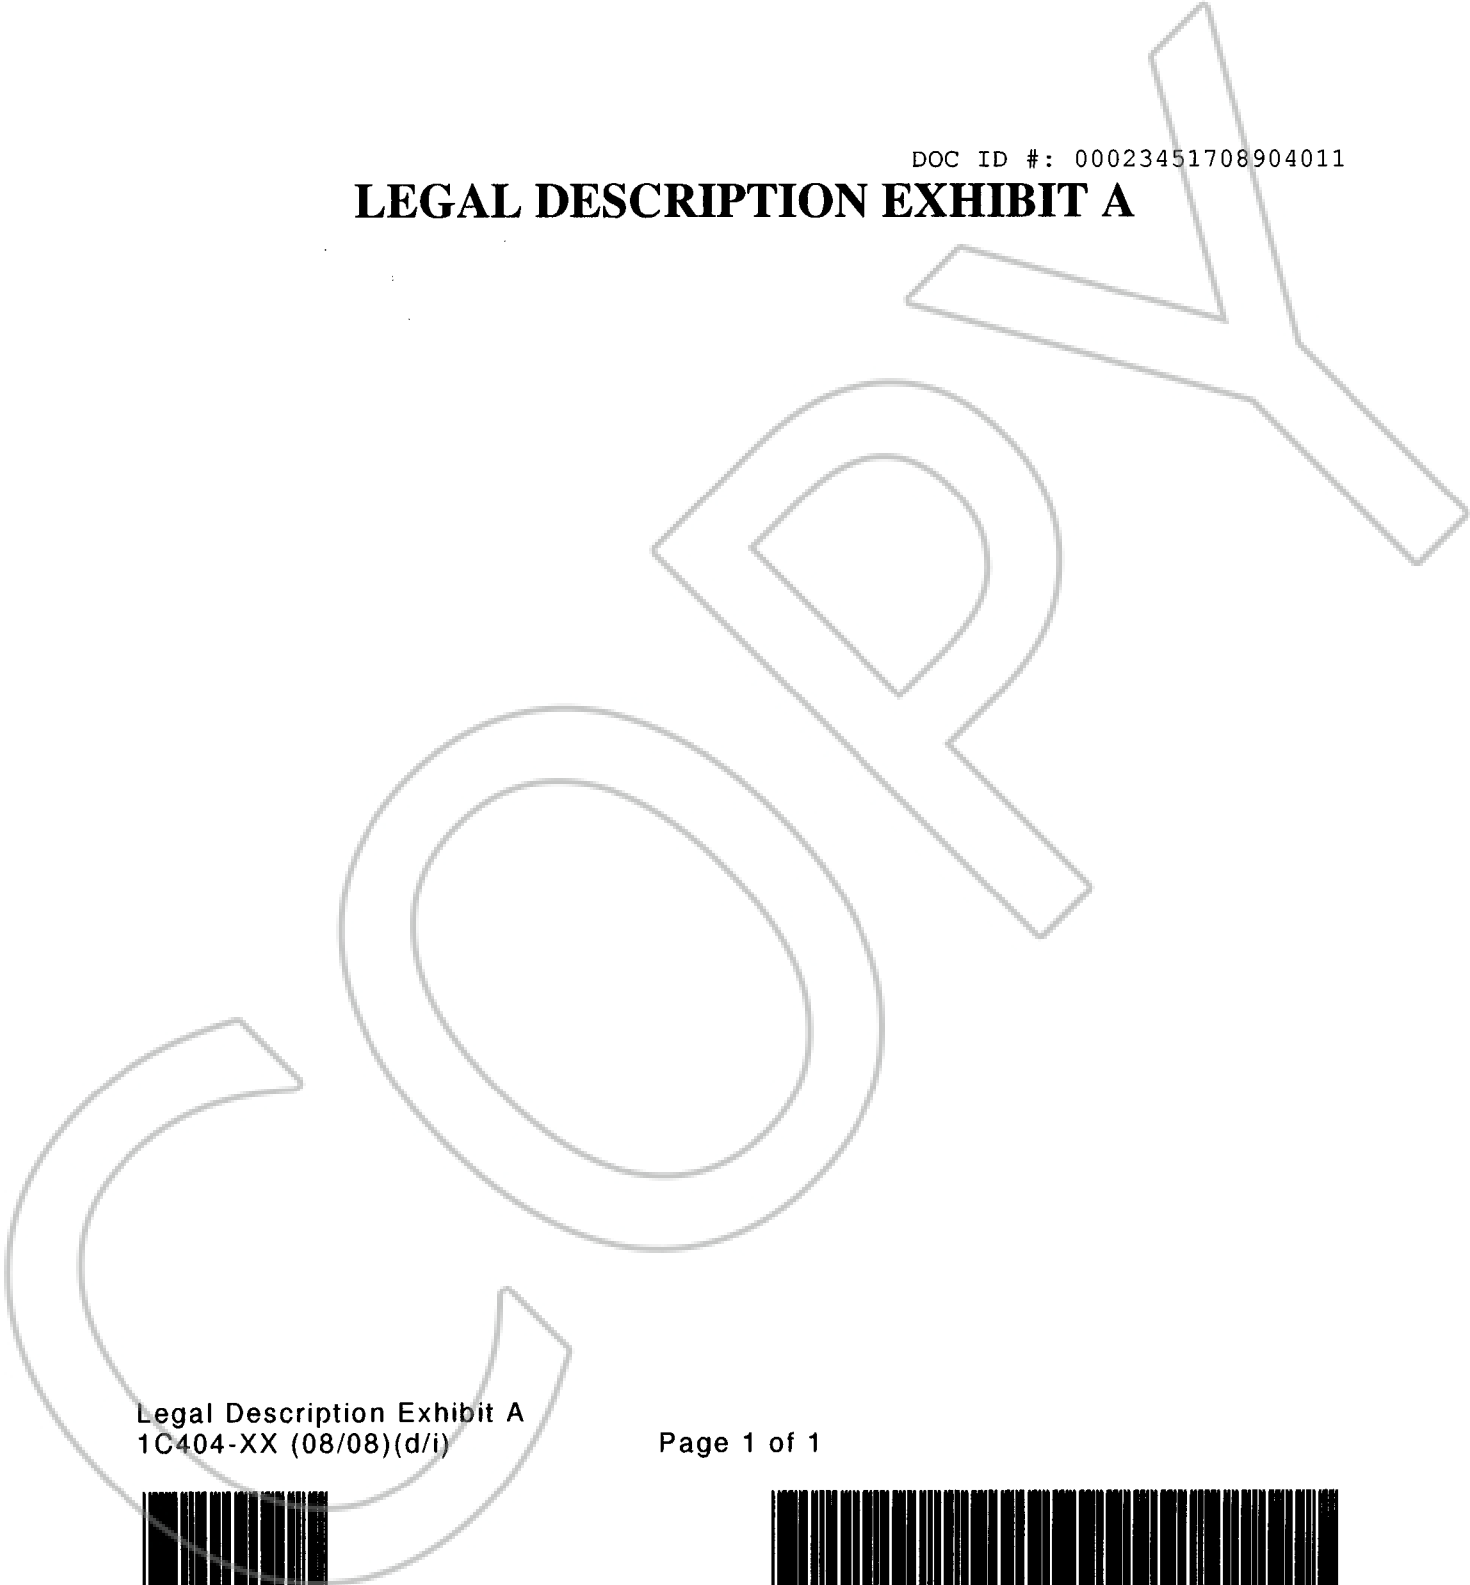 DOC ID #: 00023451708904011
LEGAL DESCRIPTION EXHIBIT A
COPY
Legal Description Exhibit A
1C404-XX (08/08)(d/i)
Page 1 of 1